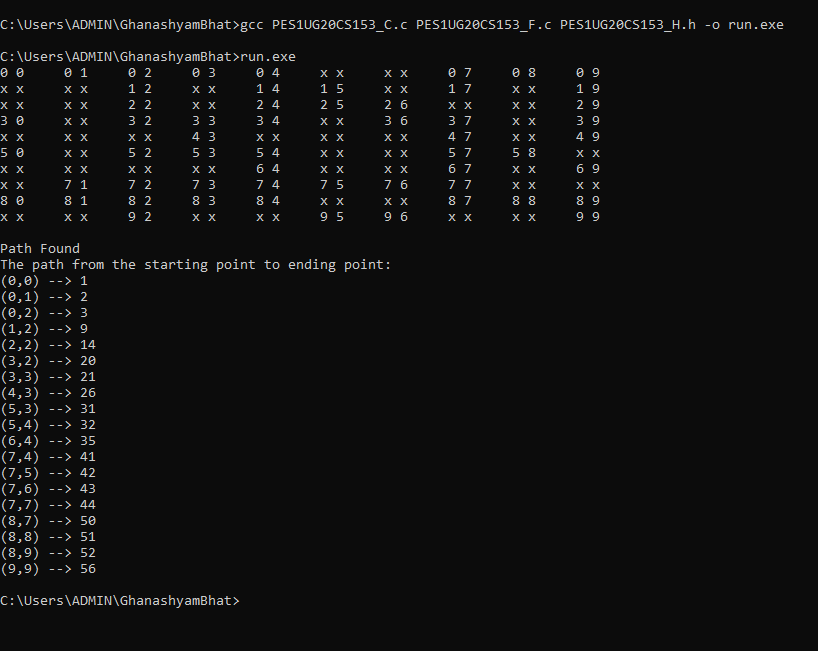 C:\Users\ADMIN\GhanashyamBhat>gcc PES1UG20CS153_C.c PES1UG20CS153_F.c PES1UG20CS153_H.h -o run.exe
C:\Users\ADMIN\GhanashyamBhat>run.exe
0 0     0 1     0 2     0 3     0 4     x x     x x     0 7     0 8     0 9
x x     x x     1 2     x x     1 4     1 5     x x     1 7     x x     1 9
x x     x x     2 2     x x     2 4     2 5     2 6     x x     x x     2 9
3 0     x x     3 2     3 3     3 4     x x     3 6     3 7     x x     3 9
x x     x x     x x     4 3     x x     x x     x x     4 7     x x     4 9
5 0     x x     5 2     5 3     5 4     x x     x x     5 7     5 8     x x
x x     x x     x x     x x     6 4     x x     x x     6 7     x x     6 9
x x     7 1     7 2     7 3     7 4     7 5     7 6     7 7     x x     x x
8 0     8 1     8 2     8 3     8 4     x x     x x     8 7     8 8     8 9
x x     x x     9 2     x x     x x     9 5     9 6     x x     x x     9 9
Path Found
The path from the starting point to ending point:
(0,0) --> 1
(0,1) --> 2
(0,2) --> 3
(1,2) --> 9
(2,2) --> 14
(3,2) --> 20
(3,3) --> 21
(4,3) --> 26
(5,3) --> 31
(5,4) --> 32
(6,4) --> 35
(7,4) --> 41
(7,5) --> 42
(7,6) --> 43
(7,7) --> 44
(8,7) --> 50
(8,8) --> 51
(8,9) --> 52
(9,9) --> 56
C:\Users\ADMIN\GhanashyamBhat>